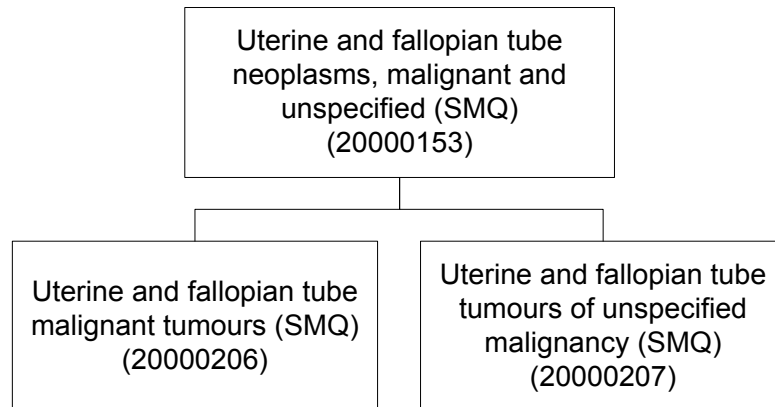 Uterine and fallopian tube
neoplasms, malignant and
unspecified (SMQ)
(20000153)
Uterine and fallopian tube
malignant tumours (SMQ)
(20000206)
Uterine and fallopian tube
tumours of unspecified
malignancy (SMQ)
(20000207)